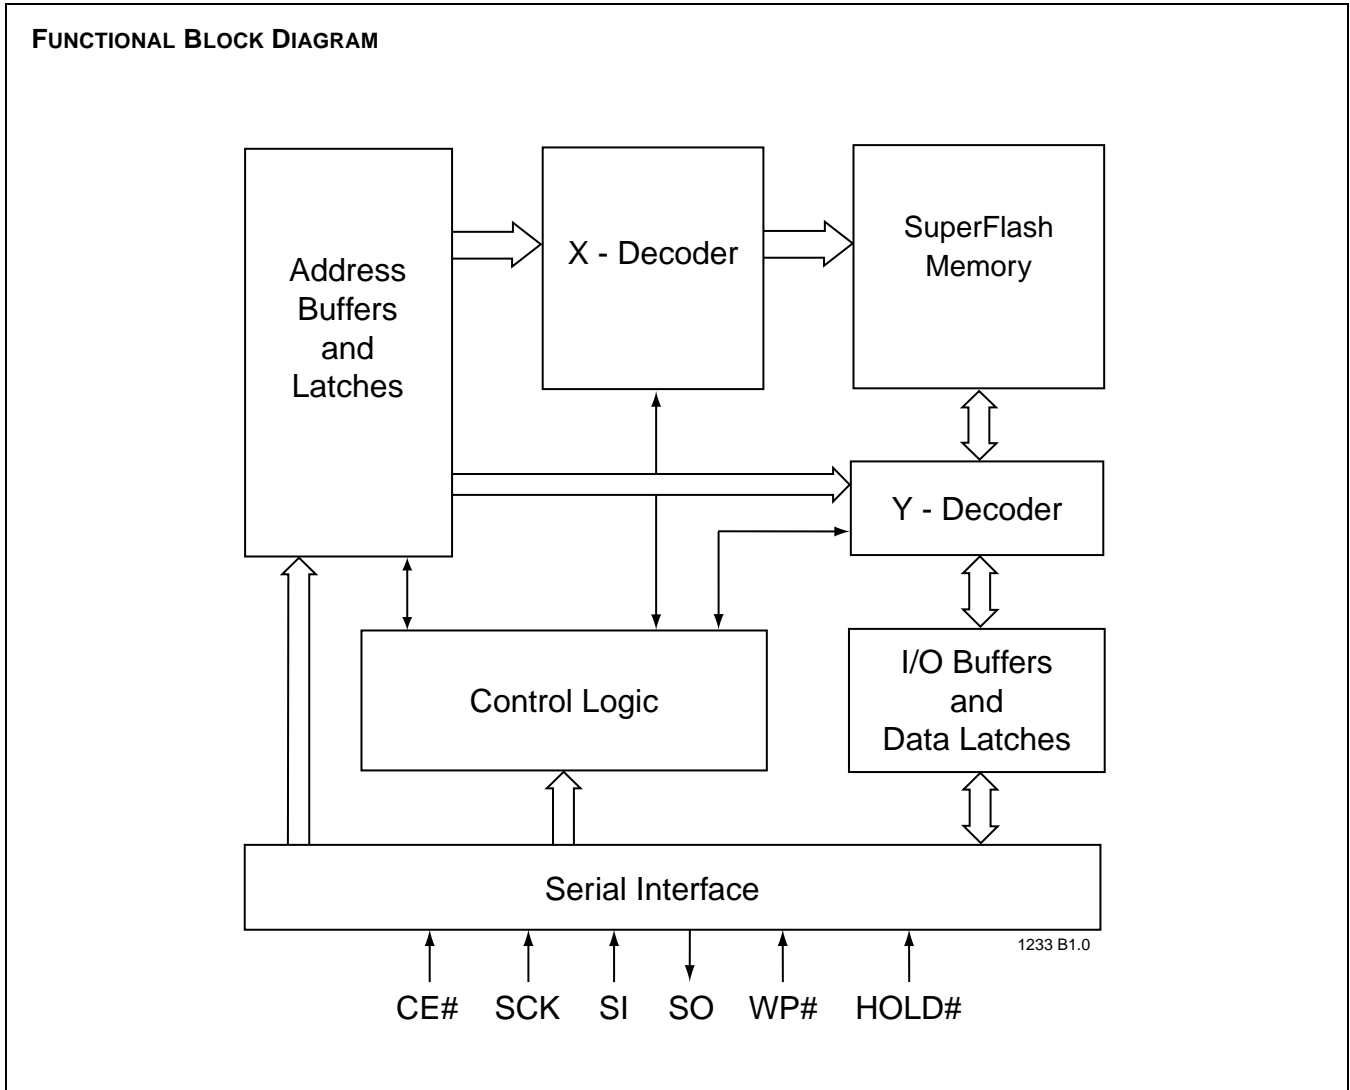 FUNCTIONAL BLOCK DIAGRAM
Address
Buffers
and
Latches
X - Decoder
SuperFlash
Memory
Y - Decoder
Control Logic
I/O Buffers
and
Data Latches
Serial Interface
1233 B1.0
CE# SCK SI SO WP# HOLD#